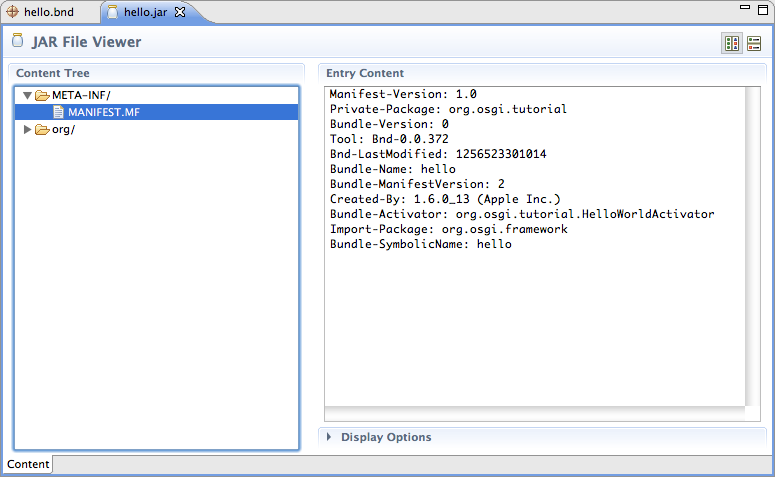 hello.bnd
hello.jar
JAR File Viewer
Content Tree
META-INF/
MANIFEST.MF
org/
Entry Content
Manifest-Version: 1.0
Private-Package: org.osgi.tutorial
Bundle-Version: 0
Tool: Bnd-0.0.372
Bnd-LastModified: 1256523301014
Bundle-Name: hello
Bundle-ManifestVersion: 2
Created-By: 1.6.0_13 (Apple Inc.)
Bundle-Activator: org.osgi.tutorial.HelloWorldActivator
Import-Package: org.osgi.framework
Bundle-SymbolicName: hello
Display Options
Content